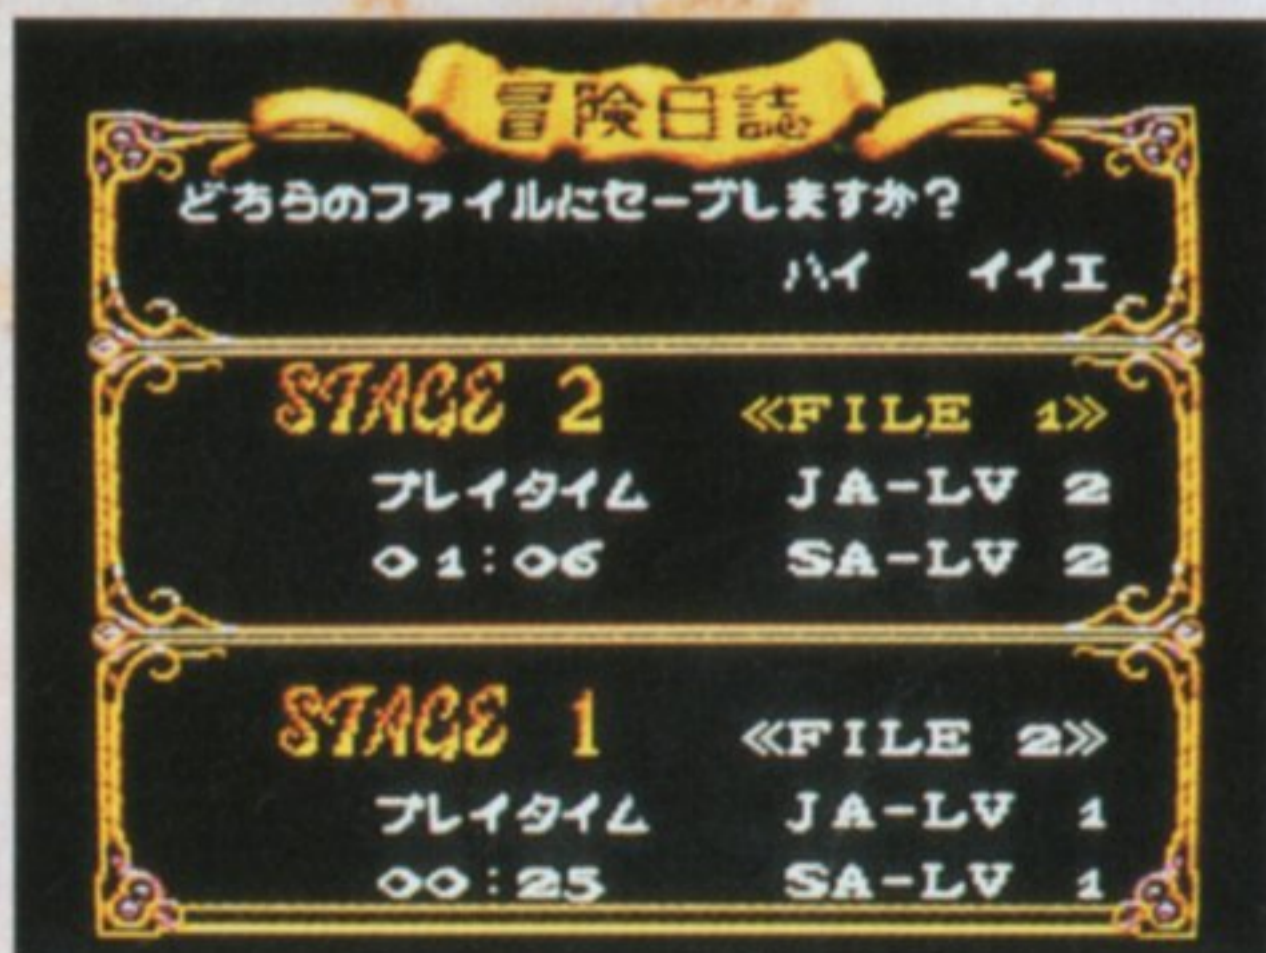 冒険日誌
どちらのファイルにセーブしますか?
ハイ イイエ
STAGE 2 《FILE 1》
プレイタイム JA-LV 2
01:06 SA-LV 2
STAGE 1 《FILE 2》
プレイタイム JA-LV 1
00:25 SA-LV 1